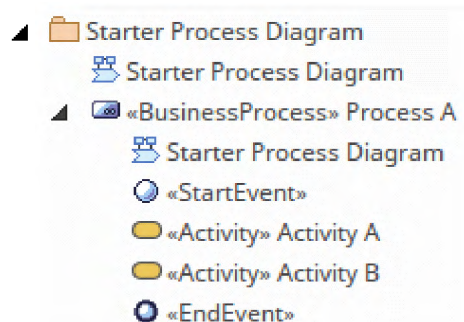 Starter Process Diagram
Starter Process Diagram
«BusinessProcess» Process A
Starter Process Diagram
«StartEvent»
«Activity» Activity A
«Activity» Activity B
«EndEvent»